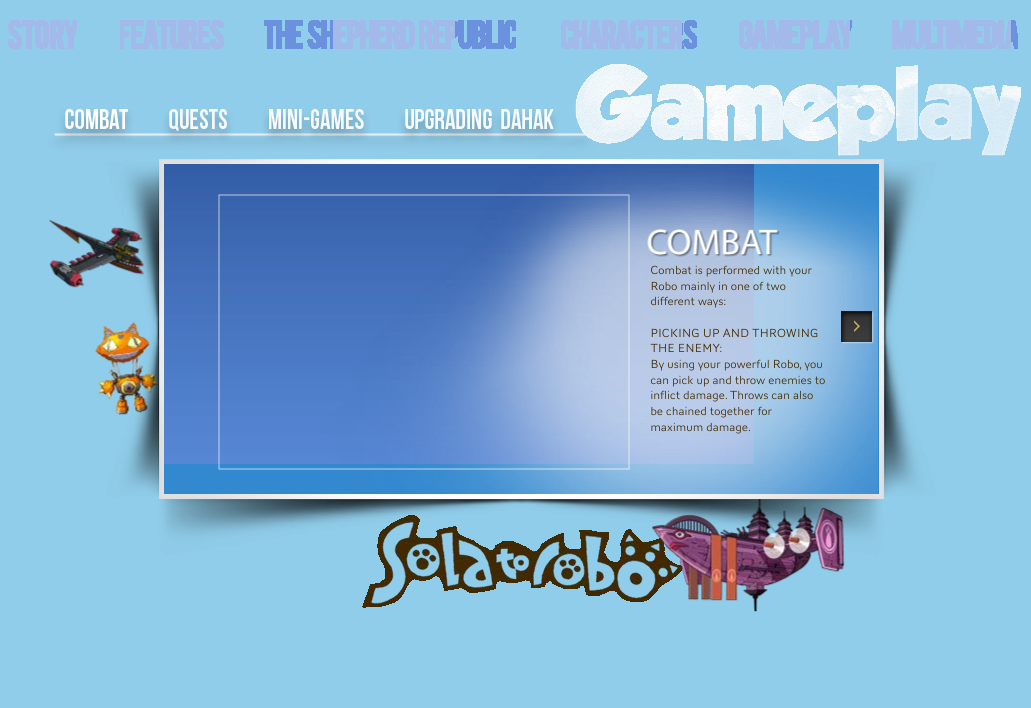 STORY FEATURES THE SHEPHERD REPUBLIC CHARACTERS GAMEPLAY MULTIMEDIA
Gameplay
COMBAT QUESTS MINI-GAMES UPGRADING DAHAK
COMBAT
Combat is performed with your
Robo mainly in one of two
different ways:
PICKING UP AND THROWING
THE ENEMY:
By using your powerful Robo, you
can pick up and throw enemies to
inflict damage. Throws can also
be chained together for
maximum damage.
Solatorobo